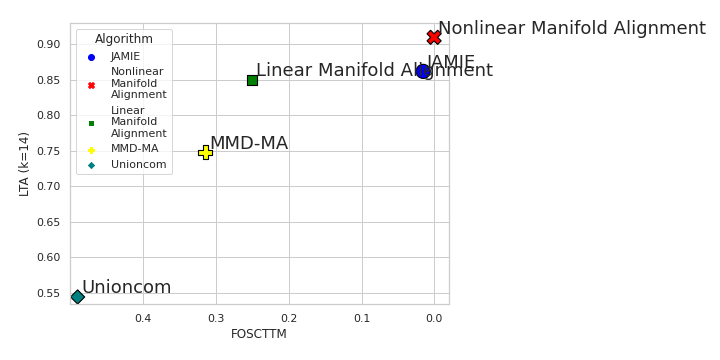 Nonlinear Manifold Alignment
JAMIE
Linear Manifold Alignment
MMD-MA
Unioncom
Algorithm
JAMIE
Nonlinear
Manifold
Alignment
Linear
Manifold
Alignment
MMD-MA
Unioncom
LTA (k=14)
0.90
0.85
0.80
0.75
0.70
0.65
0.60
0.55
0.4 0.3 0.2 0.1 0.0
FOSCTTM